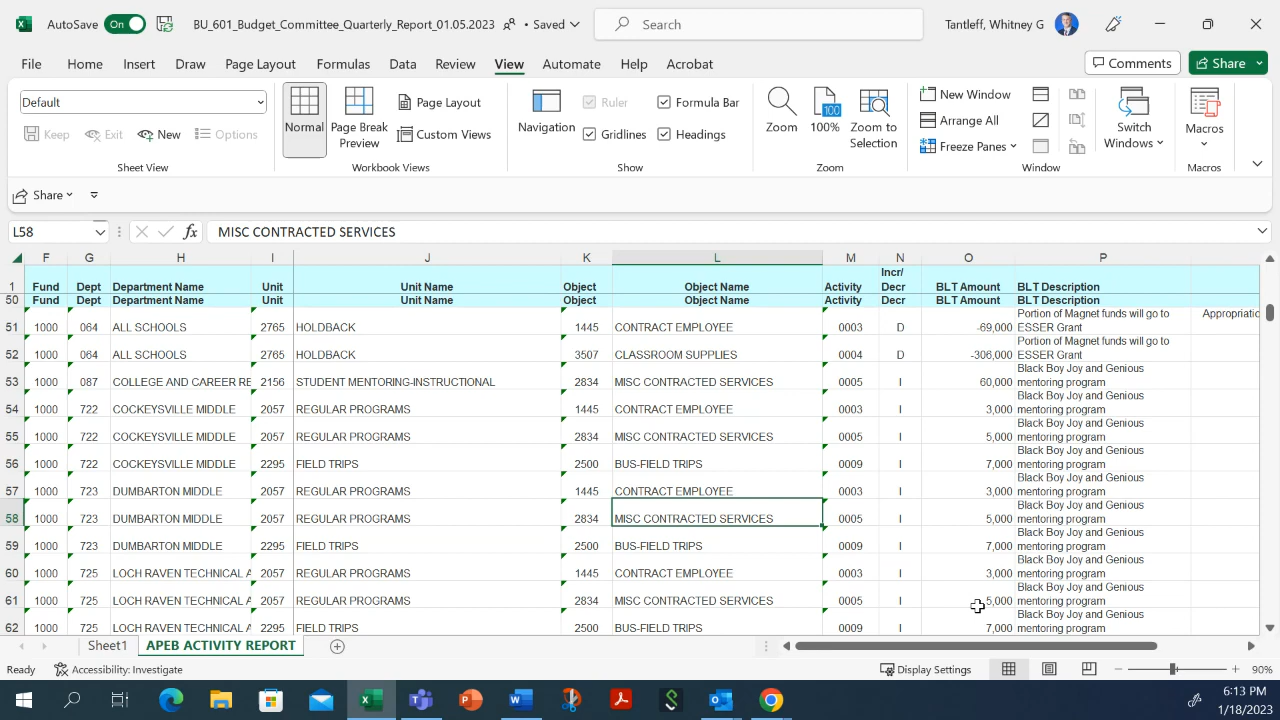 AutoSave On BU_601_Budget_Committee_Quarterly_Report_01.05.2023 • Saved Search Tantleff, Whitney G
File Home Insert Draw Page Layout Formulas Data Review View Automate Help Acrobat Comments Share
Default
Keep Exit New Options
Sheet View
Normal Page Break Preview Page Layout Custom Views
Workbook Views
Navigation Ruler Formula Bar Gridlines Headings
Show
Zoom 100 100% Zoom to Selection
Zoom
New Window Arrange All Freeze Panes Switch Windows
Window
Macros
Macros
Share
L58 fx MISC CONTRACTED SERVICES
F G H I J K L M N O P
1 Fund Dept Department Name Unit Unit Name Object Object Name Activity Incr/ Decr BLT Amount BLT Description
50 Fund Dept Department Name Unit Unit Name Object Object Name Activity Decr BLT Amount BLT Description
51 1000 064 ALL SCHOOLS 2765 HOLDBACK 1445 CONTRACT EMPLOYEE 0003 D -69,000 Portion of Magnet funds will go to ESSER Grant Appropriatio
52 1000 064 ALL SCHOOLS 2765 HOLDBACK 3507 CLASSROOM SUPPLIES 0004 D -306,000 Portion of Magnet funds will go to ESSER Grant
53 1000 087 COLLEGE AND CAREER RE 2156 STUDENT MENTORING-INSTRUCTIONAL 2834 MISC CONTRACTED SERVICES 0005 I 60,000 Black Boy Joy and Genious mentoring program
54 1000 722 COCKEYSVILLE MIDDLE 2057 REGULAR PROGRAMS 1445 CONTRACT EMPLOYEE 0003 I 3,000 Black Boy Joy and Genious mentoring program
55 1000 722 COCKEYSVILLE MIDDLE 2057 REGULAR PROGRAMS 2834 MISC CONTRACTED SERVICES 0005 I 5,000 Black Boy Joy and Genious mentoring program
56 1000 722 COCKEYSVILLE MIDDLE 2295 FIELD TRIPS 2500 BUS-FIELD TRIPS 0009 I 7,000 Black Boy Joy and Genious mentoring program
57 1000 723 DUMBARTON MIDDLE 2057 REGULAR PROGRAMS 1445 CONTRACT EMPLOYEE 0003 I 3,000 Black Boy Joy and Genious mentoring program
58 1000 723 DUMBARTON MIDDLE 2057 REGULAR PROGRAMS 2834 MISC CONTRACTED SERVICES 0005 I 5,000 Black Boy Joy and Genious mentoring program
59 1000 723 DUMBARTON MIDDLE 2295 FIELD TRIPS 2500 BUS-FIELD TRIPS 0009 I 7,000 Black Boy Joy and Genious mentoring program
60 1000 725 LOCH RAVEN TECHNICAL A 2057 REGULAR PROGRAMS 1445 CONTRACT EMPLOYEE 0003 I 3,000 Black Boy Joy and Genious mentoring program
61 1000 725 LOCH RAVEN TECHNICAL A 2057 REGULAR PROGRAMS 2834 MISC CONTRACTED SERVICES 0005 I 5,000 Black Boy Joy and Genious mentoring program
62 1000 725 LOCH RAVEN TECHNICAL A 2295 FIELD TRIPS 2500 BUS-FIELD TRIPS 0009 I 7,000 Black Boy Joy and Genious mentoring program
Sheet1 APEB ACTIVITY REPORT
Ready Accessibility: Investigate Display Settings 90%
6:13 PM
1/18/2023